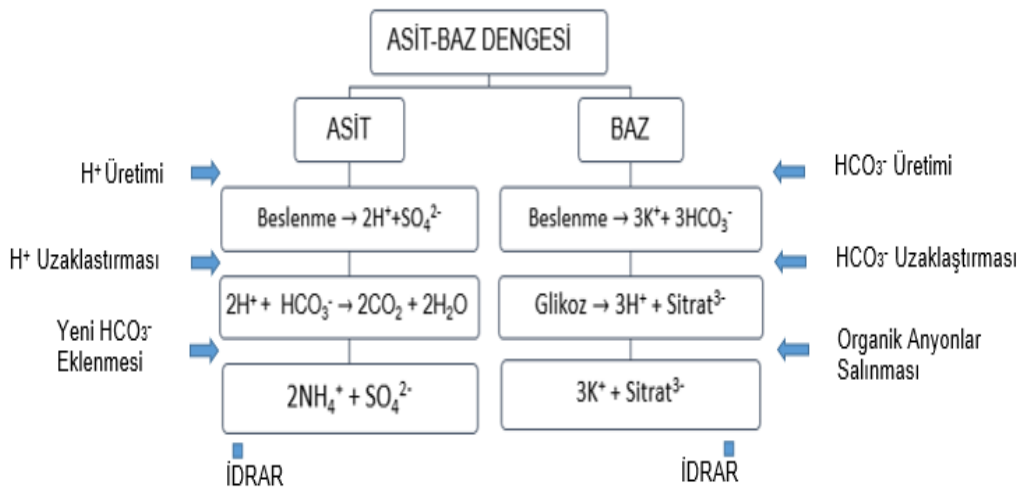 ASİT-BAZ DENGESİ
ASİT
BAZ
H⁺ Üretimi
HCO₃⁻ Üretimi
Beslenme → 2H⁺+SO₄²⁻
Beslenme → 3K⁺+ 3HCO₃⁻
H⁺ Uzaklastırması
HCO₃⁻ Uzaklaştırması
2H⁺ + HCO₃⁻ → 2CO₂ + 2H₂O
Glikoz → 3H⁺ + Sitrat³⁻
Yeni HCO₃⁻
Eklenmesi
Organik Anyonlar
Salınması
2NH₄⁺ + SO₄²⁻
3K⁺ + Sitrat³⁻
İDRAR
İDRAR